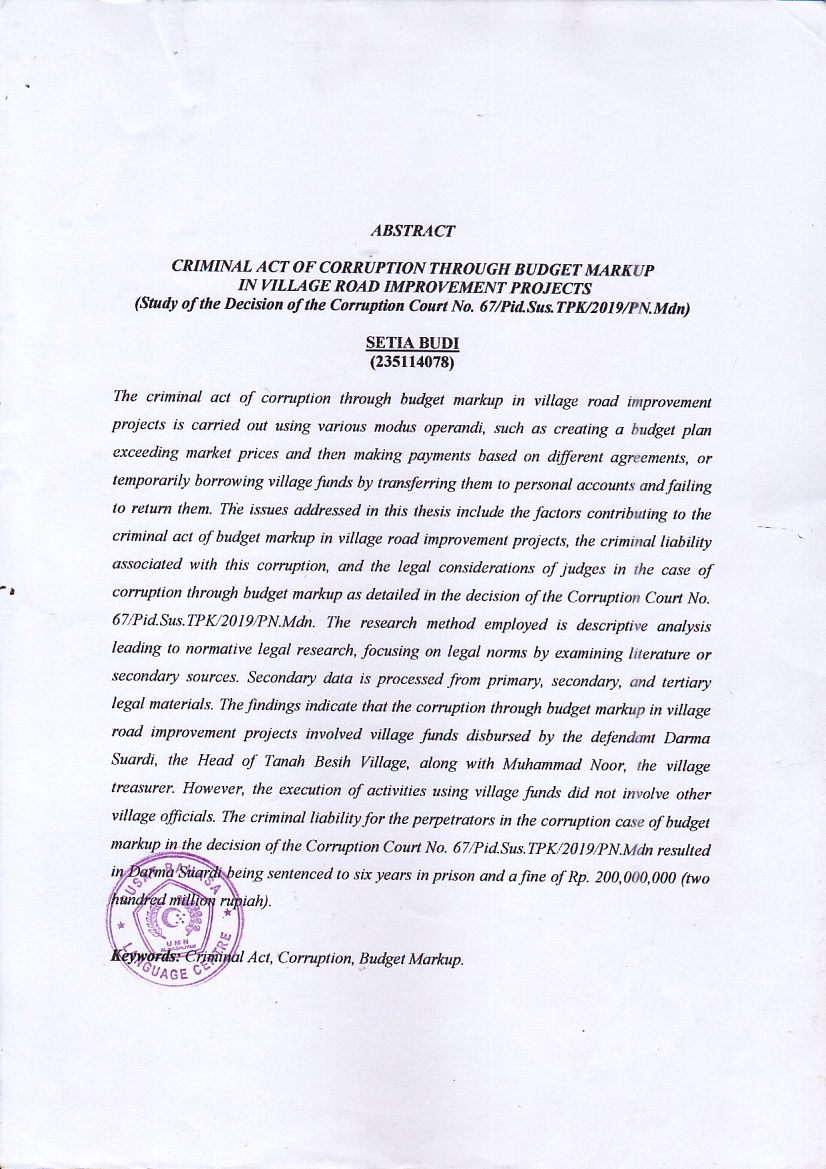 ABSTRACT
CRIMINAL ACT OF CORRUPTION THROUGH BUDGET MARKUP
IN VILLAGE ROAD IMPROVEMENT PROJECTS
(Study of the Decision of the Corruption Court No. 67/Pid.Sus.TPK/2019/PN.Mdn)
SETIA BUDI
(235114078)
The criminal act of corruption through budget markup in village road improvement
projects is carried out using various modus operandi, such as creating a budget plan
exceeding market prices and then making payments based on different agreements, or
temporarily borrowing village funds by transferring them to personal accounts and failing
to return them. The issues addressed in this thesis include the factors contributing to the
criminal act of budget markup in village road improvement projects, the criminal liability
associated with this corruption, and the legal considerations of judges in the case of
corruption through budget markup as detailed in the decision of the Corruption Court No.
67/Pid.Sus.TPK/2019/PN.Mdn. The research method employed is descriptive analysis
leading to normative legal research, focusing on legal norms by examining literature or
secondary sources. Secondary data is processed from primary, secondary, and tertiary
legal materials. The findings indicate that the corruption through budget markup in village
road improvement projects involved village funds disbursed by the defendant Darma
Suardi, the Head of Tanah Besih Village, along with Muhammad Noor, the village
treasurer. However, the execution of activities using village funds did not involve other
village officials. The criminal liability for the perpetrators in the corruption case of budget
markup in the decision of the Corruption Court No. 67/Pid.Sus.TPK/2019/PN.Mdn resulted
in Darma Suardi being sentenced to six years in prison and a fine of Rp. 200,000,000 (two
hundred million rupiah).
Keywords: Criminal Act, Corruption, Budget Markup.
PUSAT BAHASA
UMN
AL WASHLIYAH
LANGUAGE CENTRE